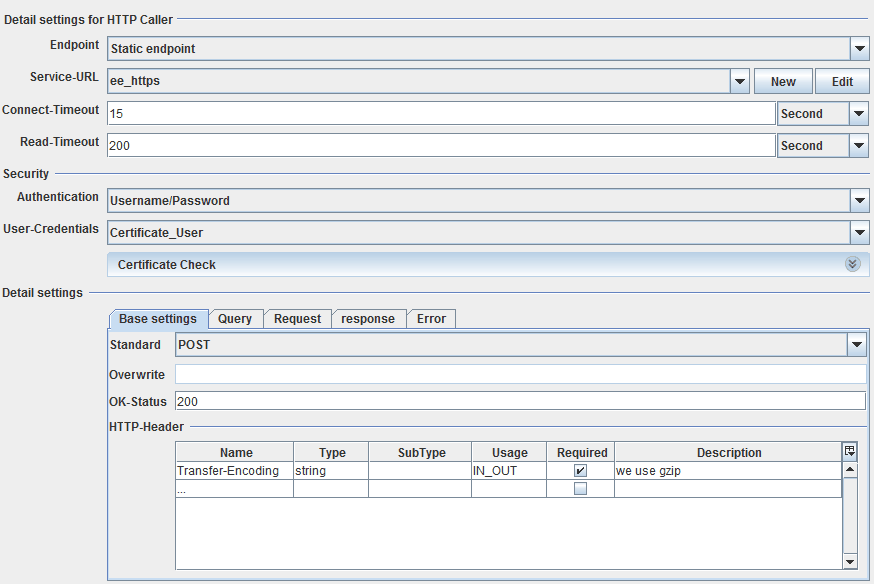 Detail settings for HTTP Caller
Endpoint Static endpoint
Service-URL ee_https New Edit
Connect-Timeout 15 Second
Read-Timeout 200 Second
Security
Authentication Username/Password
User-Credentials Certificate_User
Certificate Check
Detail settings
Base settings Query Request response Error
Standard POST
Overwrite
OK-Status 200
HTTP-Header
Name Type SubType Usage Required Description
Transfer-Encoding string IN_OUT we use gzip
...